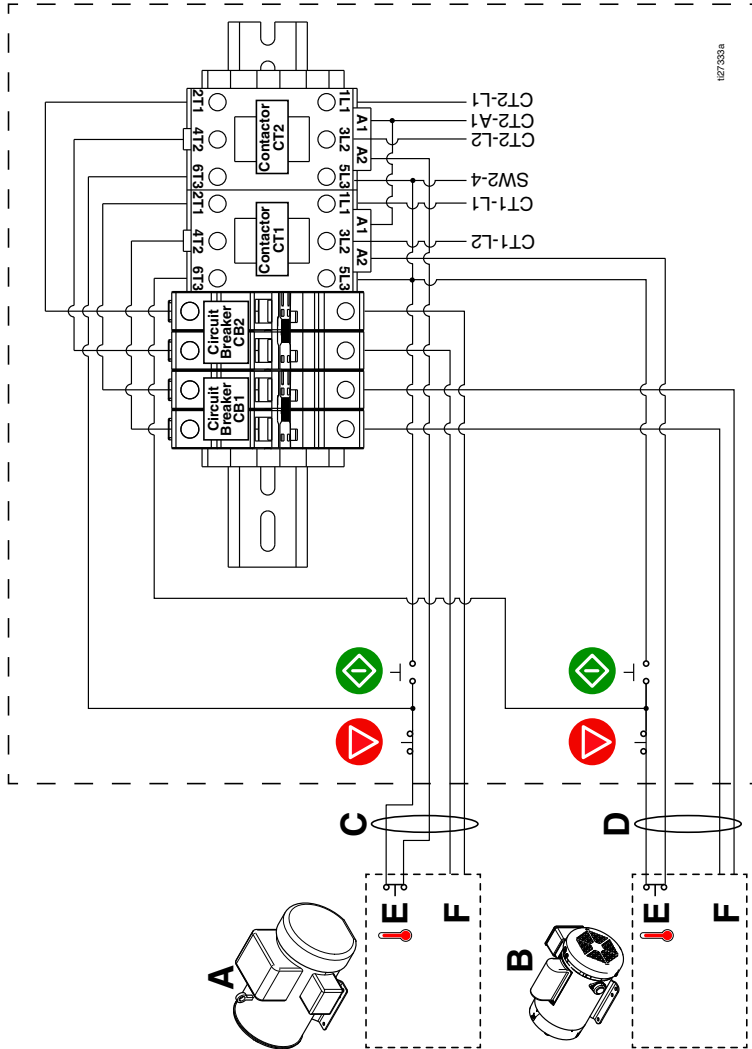 ti27333a
2T1
4T2
6T3
2T1
4T2
6T3
Contactor
CT2
Contactor
CT1
1L1
3L2
5L3
1L1
3L2
5L3
A1
A2
A1
A2
CT2-L1
CT2-A1
CT2-L2
SW2-4
CT1-L1
CT1-L2
Circuit
Breaker
CB2
Circuit
Breaker
CB1
C
D
A
E
F
B
E
F